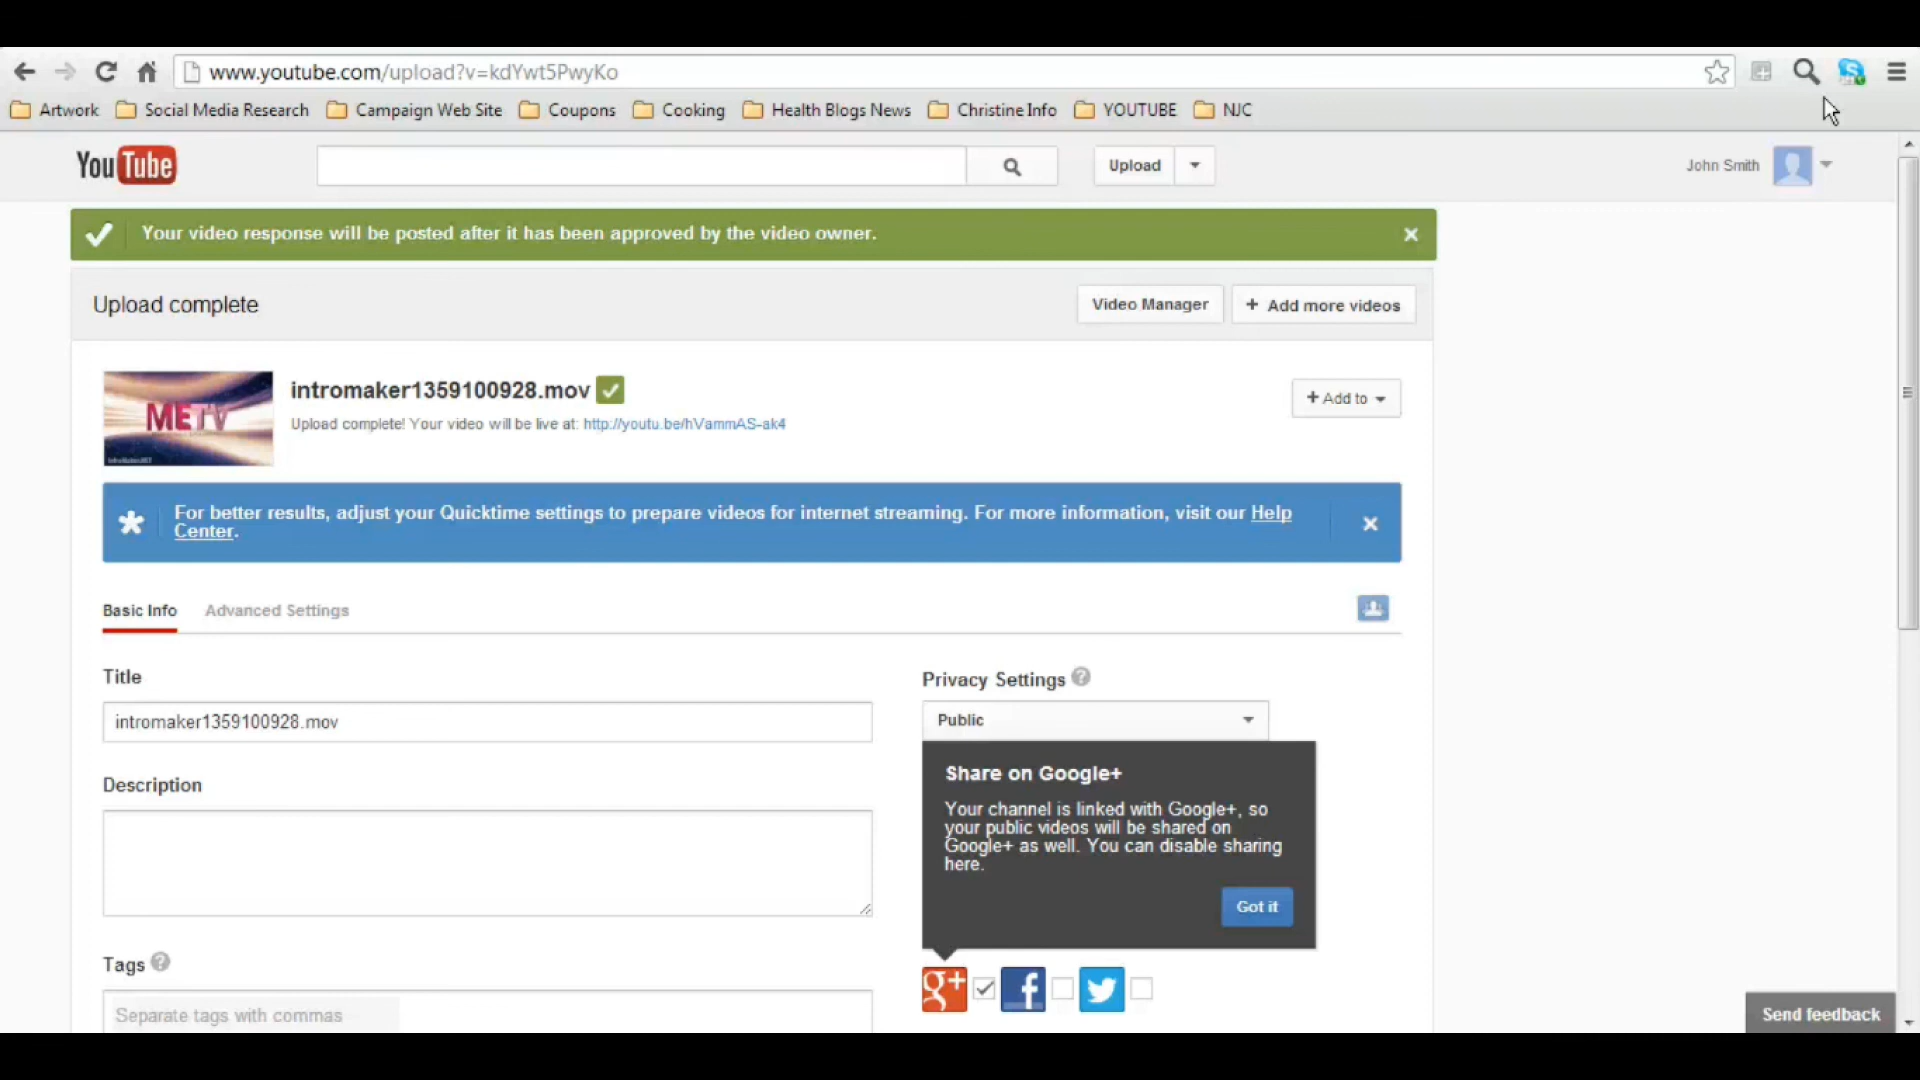 www.youtube.com/upload?v=kdYwt5PwyKo
Artwork Social Media Research Campaign Web Site Coupons Cooking Health Blogs News Christine Info YOUTUBE NJC
YouTube Upload John Smith
Your video response will be posted after it has been approved by the video owner.
Upload complete Video Manager + Add more videos
METV
intromaker1359100928.mov
+ Add to
Upload complete! Your video will be live at: http://youtu.be/hVammAS-ak4
For better results, adjust your Quicktime settings to prepare videos for internet streaming. For more information, visit our Help
Center.
Basic Info Advanced Settings
Title
intromaker1359100928.mov
Description
Tags ?
Separate tags with commas
Privacy Settings ?
Public
Share on Google+
Your channel is linked with Google+, so
your public videos will be shared on
Google+ as well. You can disable sharing
here.
Got it
g+ f
Send feedback